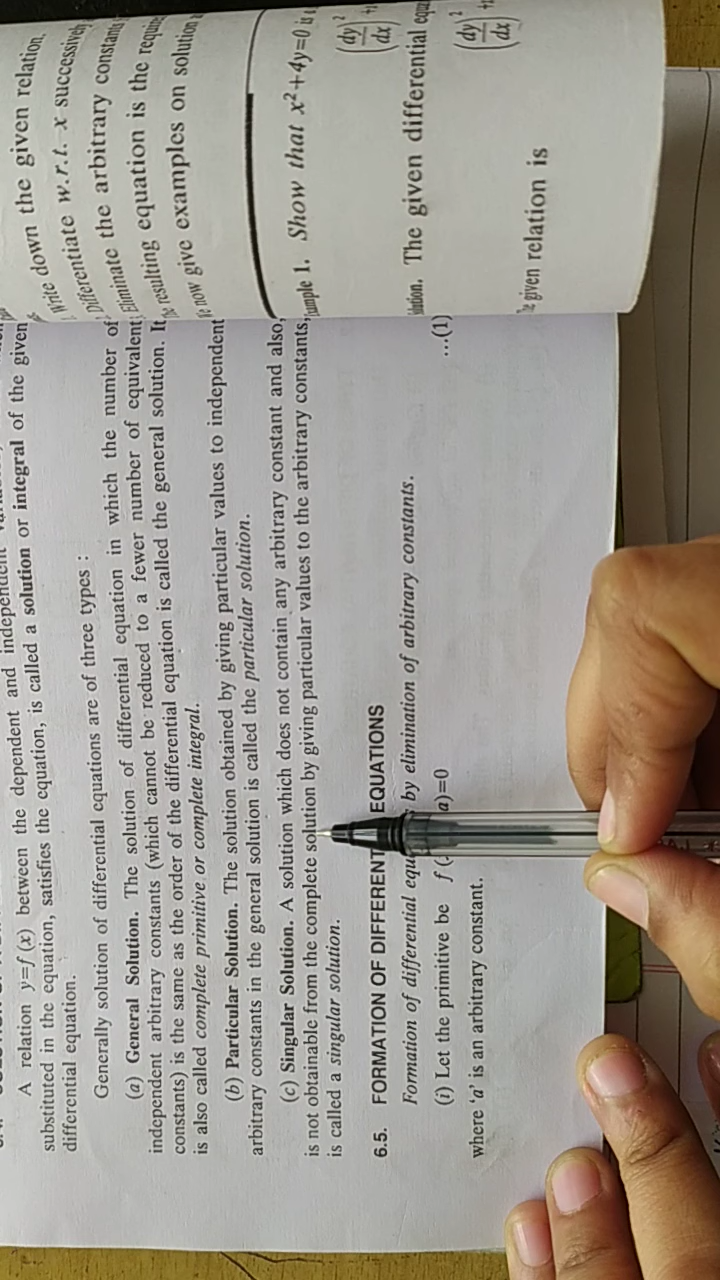 A relation y=f (x) between the dependent and independent
substituted in the equation, satisfies the equation, is called a solution or integral of the given
differential equation.
Generally solution of differential equations are of three types :
(a) General Solution. The solution of differential equation in which the number of
independent arbitrary constants (which cannot be reduced to a fewer number of equivalent
constants) is the same as the order of the differential equation is called the general solution. It
is also called complete primitive or complete integral.
(b) Particular Solution. The solution obtained by giving particular values to independent
arbitrary constants in the general solution is called the particular solution.
(c) Singular Solution. A solution which does not contain any arbitrary constant and also,
is not obtainable from the complete solution by giving particular values to the arbitrary constants,
is called a singular solution.
6.5. FORMATION OF DIFFERENT EQUATIONS
Formation of differential by elimination of arbitrary constants.
(i) Let the primitive be f( a)=0 ...(1)
where 'a' is an arbitrary constant.
Write down the given relation.
Differentiate w.r.t. x successively
Eliminate the arbitrary constants
resulting equation is the
now give examples on solution
1. Show that x²+4y=0 is
(dy/dx)²
The given differential
(dy/dx)²
given relation is